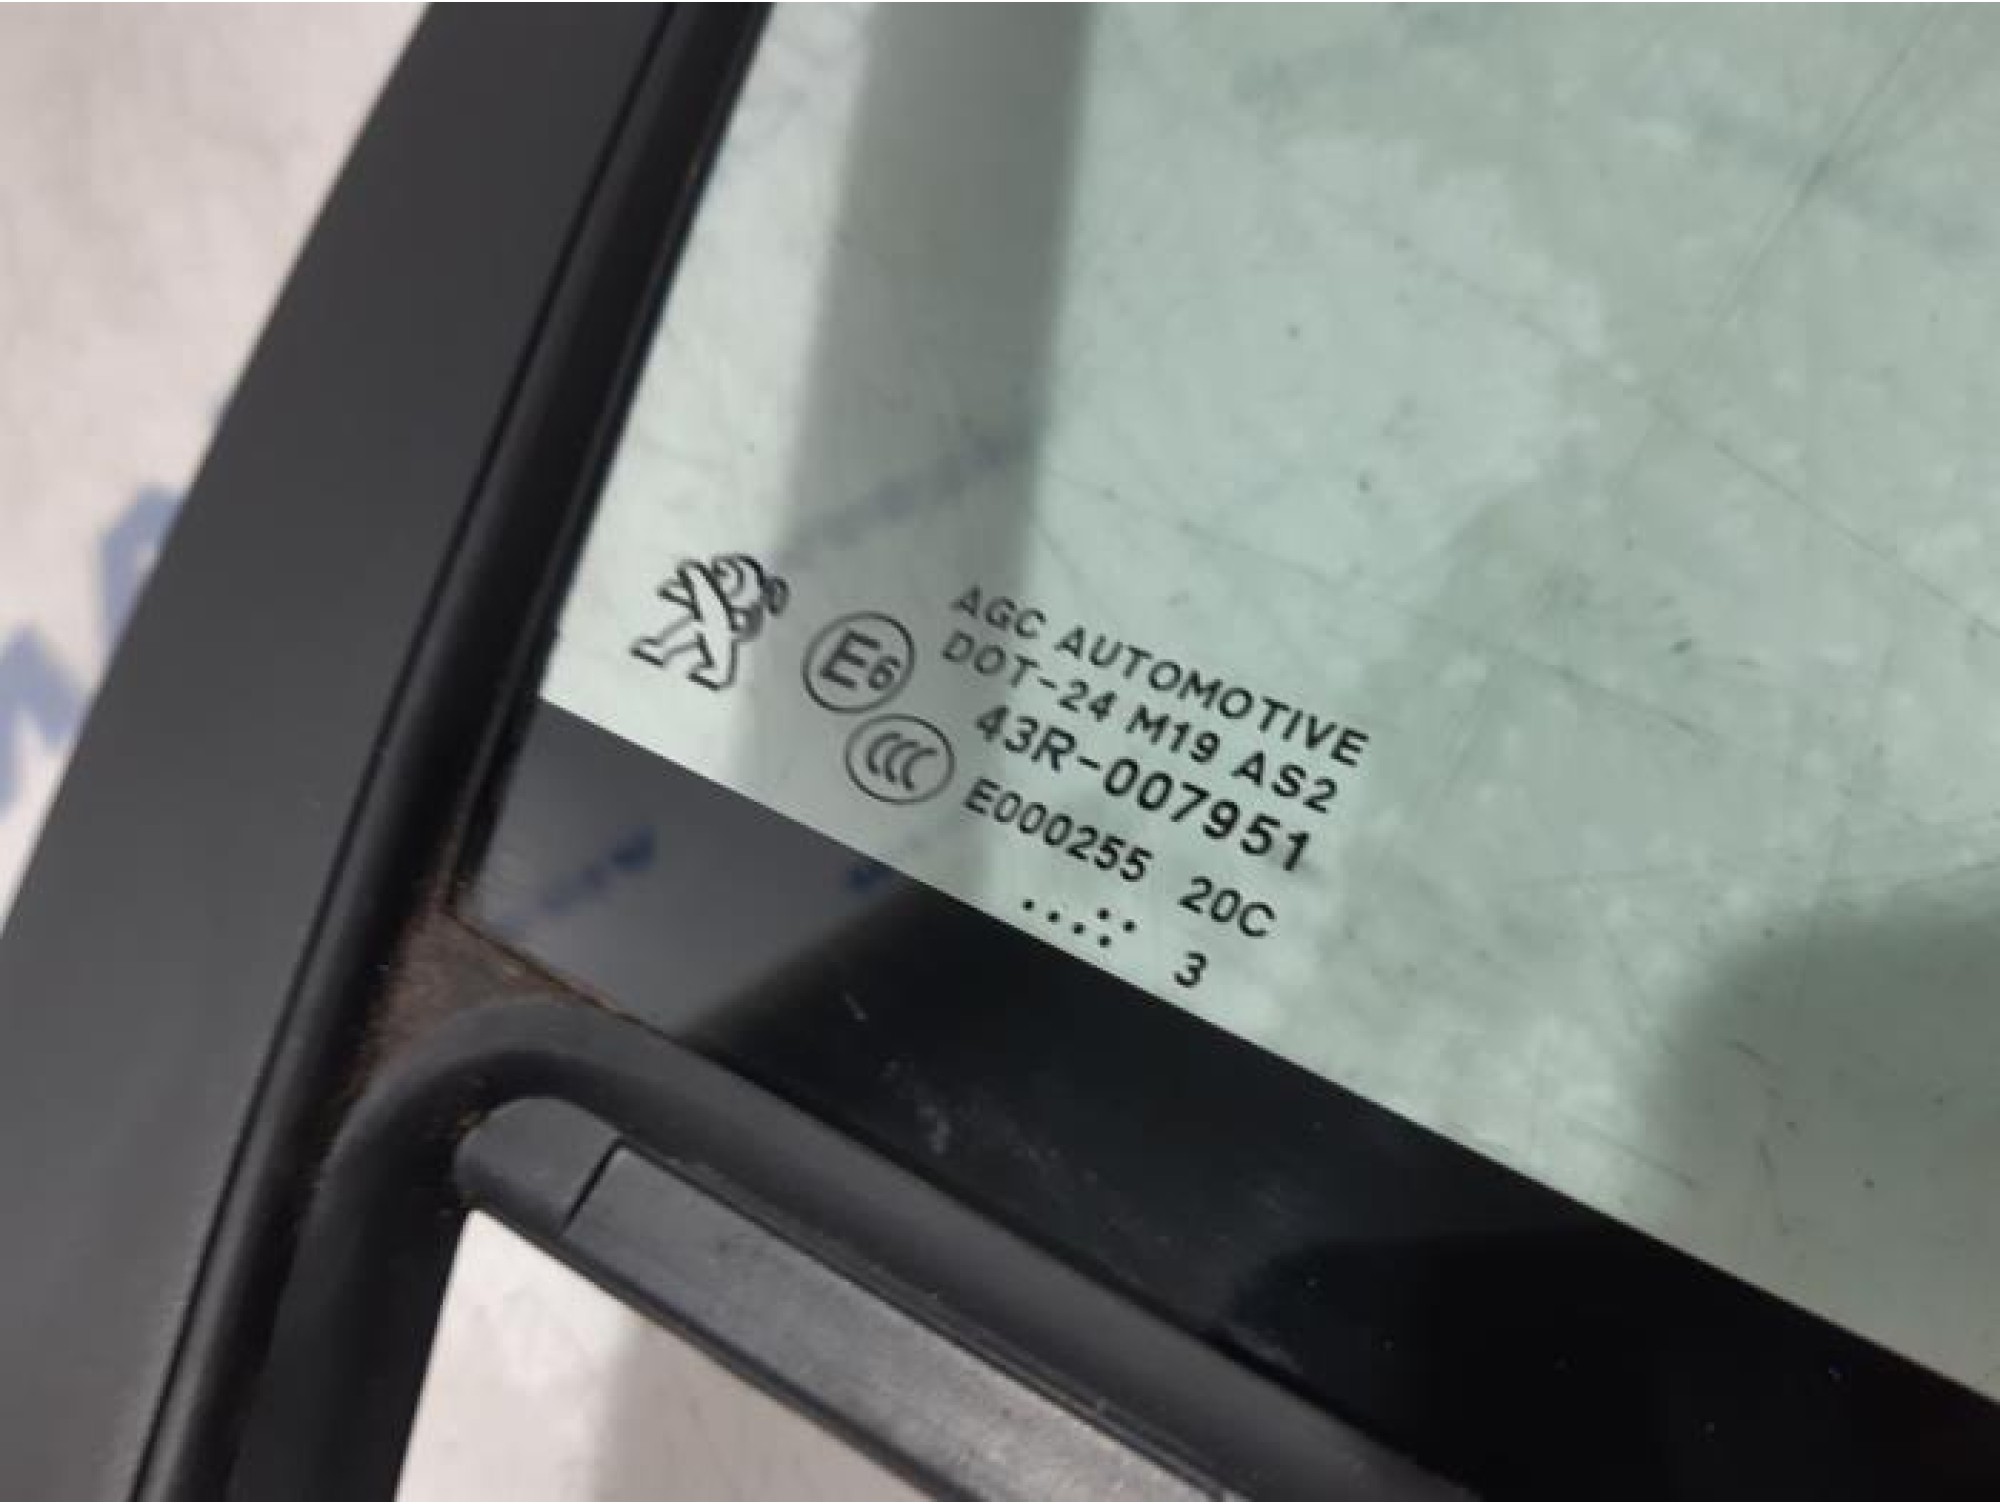 AGC AUTOMOTIVE
DOT-24 M19 AS2
E6 43R-007951
CCC E000255 20C
3